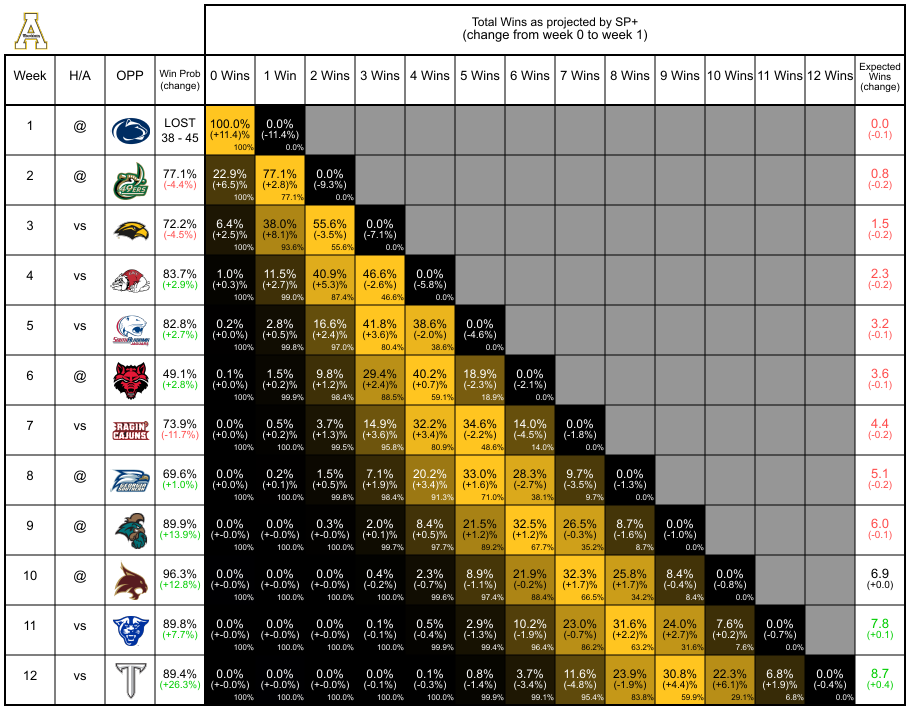 A
Total Wins as projected by SP+
(change from week 0 to week 1)
Week H/A OPP Win Prob (change) 0 Wins 1 Win 2 Wins 3 Wins 4 Wins 5 Wins 6 Wins 7 Wins 8 Wins 9 Wins 10 Wins 11 Wins 12 Wins Expected Wins (change)
1 @ LOST 100.0% 0.0% 0.0
38 - 45 (+11.4)% (-11.4%) (-0.1)
100% 0.0%
2 @ 49ERS 77.1% 22.9% 77.1% 0.0% 0.8
(-4.4%) (+6.5)% (+2.8)% (-9.3%) (-0.2)
100% 77.1% 0.0%
3 vs 72.2% 6.4% 38.0% 55.6% 0.0% 1.5
(-4.5%) (+2.5)% (+8.1)% (-3.5)% (-7.1%) (-0.2)
100% 93.6% 55.6% 0.0%
4 vs 83.7% 1.0% 11.5% 40.9% 46.6% 0.0% 2.3
(+2.9%) (+0.3)% (+2.7)% (+5.3)% (-2.6)% (-5.8%) (-0.2)
100% 99.0% 87.4% 46.6% 0.0%
5 vs SOUTH ALABAMA 82.8% 0.2% 2.8% 16.6% 41.8% 38.6% 0.0% 3.2
(+2.7%) (+0.0)% (+0.5)% (+2.4)% (+3.6)% (-2.0)% (-4.6%) (-0.1)
100% 99.8% 97.0% 80.4% 38.6% 0.0%
6 @ 49.1% 0.1% 1.5% 9.8% 29.4% 40.2% 18.9% 0.0% 3.6
(+2.8%) (+0.0)% (+0.2)% (+1.2)% (+2.4)% (+0.7)% (-2.3)% (-2.1%) (-0.1)
100% 99.9% 98.4% 88.5% 59.1% 18.9% 0.0%
7 vs RAGIN' CAJUNS 73.9% 0.0% 0.5% 3.7% 14.9% 32.2% 34.6% 14.0% 0.0% 4.4
(-11.7%) (+0.0)% (+0.2)% (+1.3)% (+3.6)% (+3.4)% (-2.2)% (-4.5)% (-1.8%) (-0.2)
100% 100.0% 99.5% 95.8% 80.9% 48.6% 14.0% 0.0%
8 @ GEORGIA SOUTHERN 69.6% 0.0% 0.2% 1.5% 7.1% 20.2% 33.0% 28.3% 9.7% 0.0% 5.1
(+1.0%) (+0.0)% (+0.1)% (+0.5)% (+1.9)% (+3.4)% (+1.6)% (-2.7)% (-3.5)% (-1.3%) (-0.2)
100% 100.0% 99.8% 98.4% 91.3% 71.0% 38.1% 9.7% 0.0%
9 @ 89.9% 0.0% 0.0% 0.3% 2.0% 8.4% 21.5% 32.5% 26.5% 8.7% 0.0% 6.0
(+13.9%) (+-0.0)% (+-0.0)% (+-0.0)% (+0.1)% (+0.5)% (+1.2)% (+1.2)% (-0.3)% (-1.6)% (-1.0%) (-0.1)
100% 100.0% 100.0% 99.7% 97.7% 89.2% 67.7% 35.2% 8.7% 0.0%
10 @ 96.3% 0.0% 0.0% 0.0% 0.4% 2.3% 8.9% 21.9% 32.3% 25.8% 8.4% 0.0% 6.9
(+12.8%) (+-0.0)% (+-0.0)% (+-0.0)% (-0.2)% (-0.7)% (-1.1)% (-0.2)% (+1.7)% (+1.7)% (-0.4)% (-0.8%) (+0.0)
100% 100.0% 100.0% 100.0% 99.6% 97.4% 88.4% 66.5% 34.2% 8.4% 0.0%
11 vs 89.8% 0.0% 0.0% 0.0% 0.1% 0.5% 2.9% 10.2% 23.0% 31.6% 24.0% 7.6% 0.0% 7.8
(+7.7%) (+-0.0)% (+-0.0)% (+-0.0)% (-0.1)% (-0.4)% (-1.3)% (-1.9)% (-0.7)% (+2.2)% (+2.7)% (+0.2)% (-0.7%) (+0.1)
100% 100.0% 100.0% 100.0% 99.9% 99.4% 96.4% 86.2% 63.2% 31.6% 7.6% 0.0%
12 vs T 89.4% 0.0% 0.0% 0.0% 0.0% 0.1% 0.8% 3.7% 11.6% 23.9% 30.8% 22.3% 6.8% 0.0% 8.7
(+26.3%) (+-0.0)% (+-0.0)% (+-0.0)% (-0.1)% (-0.3)% (-1.4)% (-3.4)% (-4.8)% (-1.9)% (+4.4)% (+6.1)% (+1.9)% (-0.4%) (+0.4)
100% 100.0% 100.0% 100.0% 100.0% 99.9% 99.1% 95.4% 83.8% 59.9% 29.1% 6.8% 0.0%